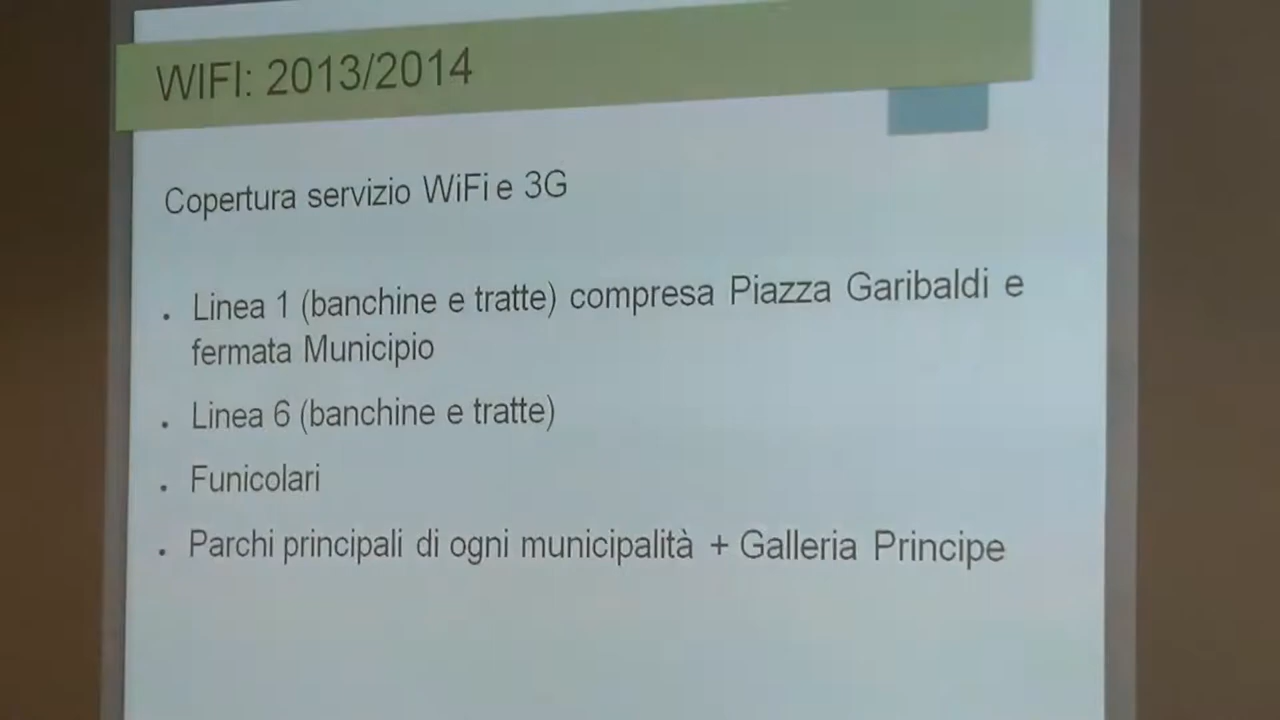 WIFI: 2013/2014
Copertura servizio WiFi e 3G
. Linea 1 (banchine e tratte) compresa Piazza Garibaldi e
fermata Municipio
. Linea 6 (banchine e tratte)
. Funicolari
. Parchi principali di ogni municipalità + Galleria Principe